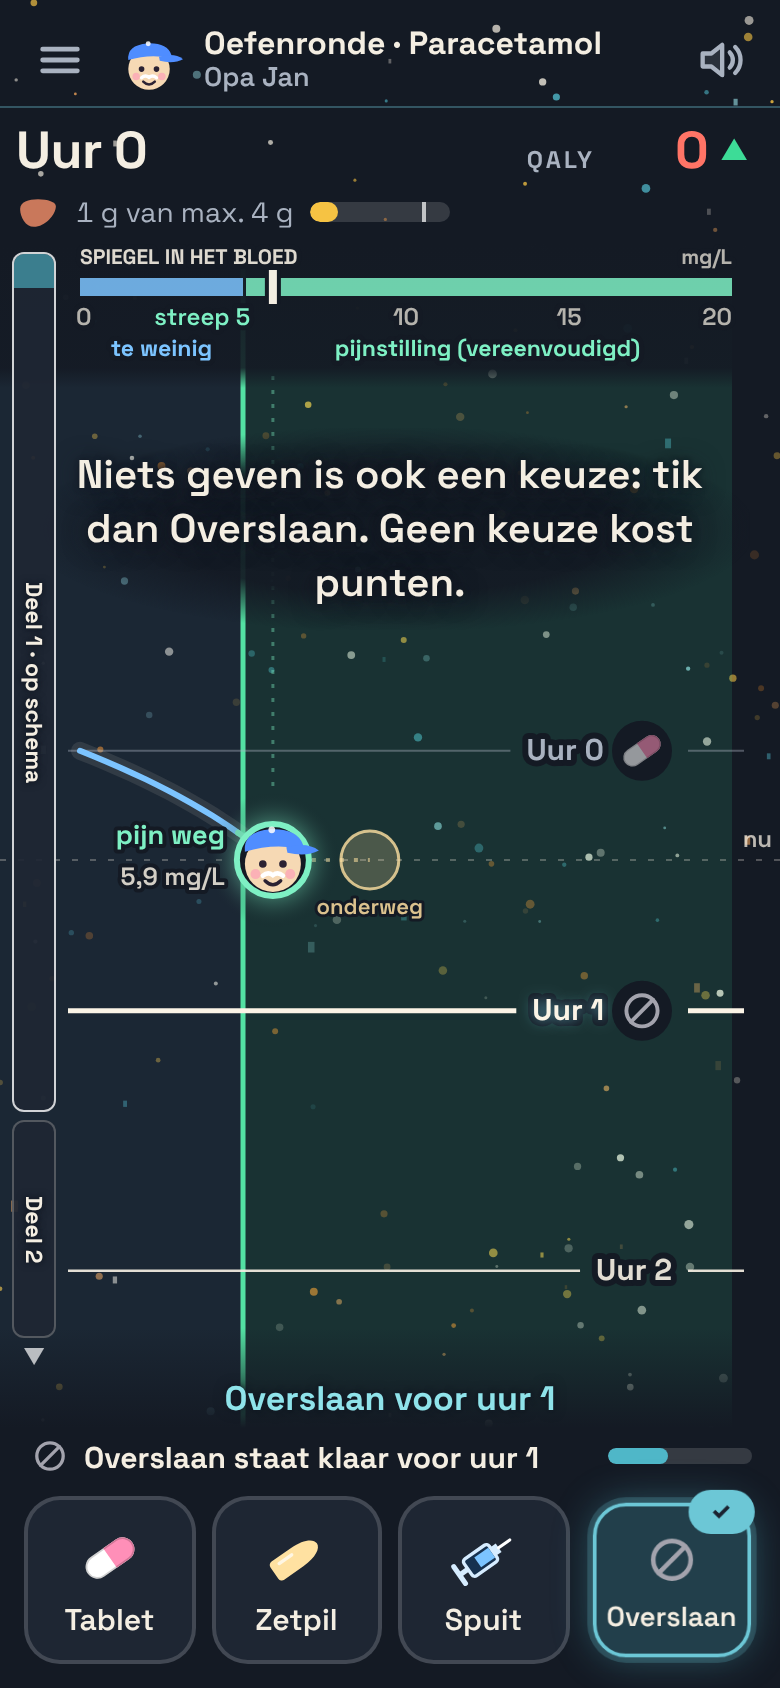 Oefenronde · Paracetamol
Opa Jan
Uur 0
QALY
0
1 g van max. 4 g
SPIEGEL IN HET BLOED
mg/L
0
streep 5
10
15
20
te weinig
pijnstilling (vereenvoudigd)
Niets geven is ook een keuze: tik
dan Overslaan. Geen keuze kost
punten.
Deel 1 · op schema
Uur 0
nu
pijn weg
5,9 mg/L
onderweg
Uur 1
Deel 2
Uur 2
Overslaan voor uur 1
Overslaan staat klaar voor uur 1
Tablet
Zetpil
Spuit
Overslaan